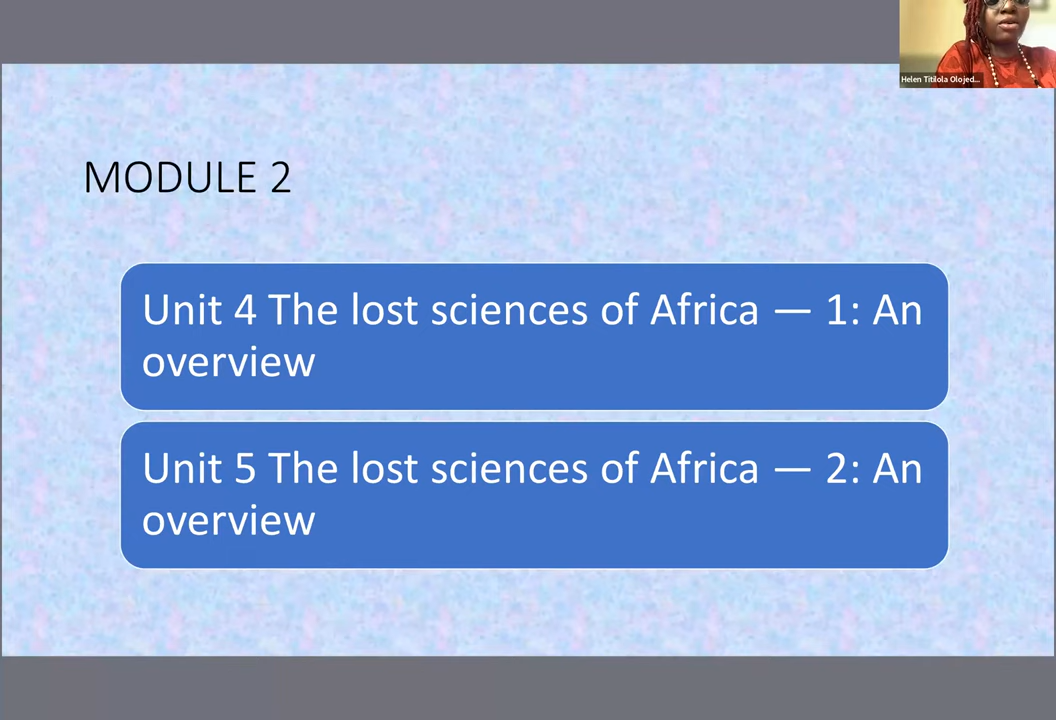 Helen Titilola Olojed...
MODULE 2
Unit 4 The lost sciences of Africa — 1: An
overview
Unit 5 The lost sciences of Africa — 2: An
overview